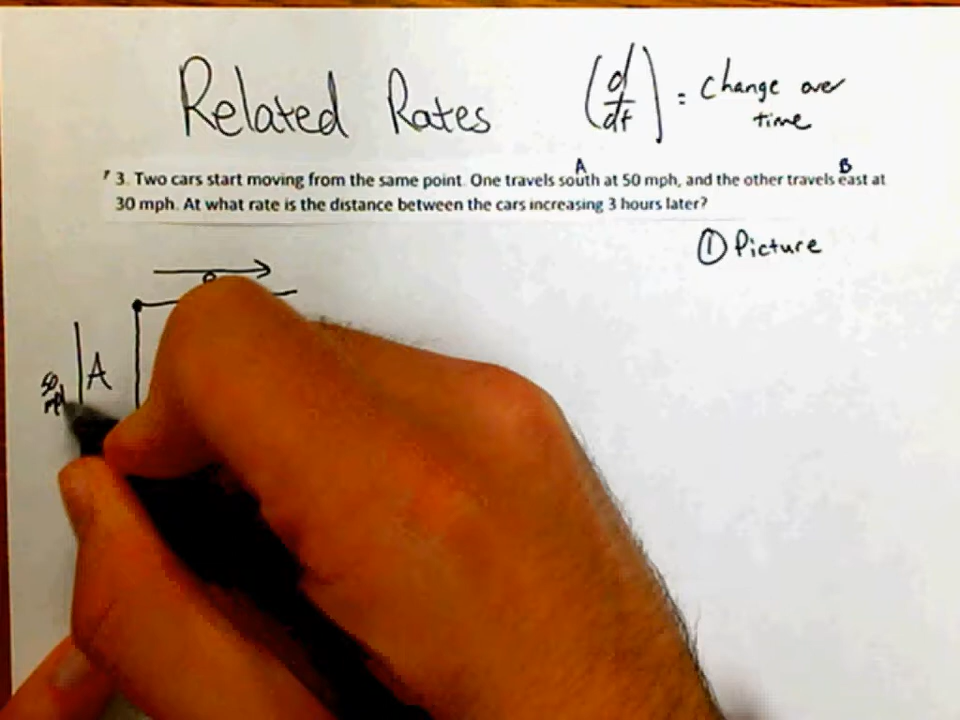 Related Rates (d/dt) = Change over time
A B
3. Two cars start moving from the same point. One travels south at 50 mph, and the other travels east at
30 mph. At what rate is the distance between the cars increasing 3 hours later?
① Picture
A
50